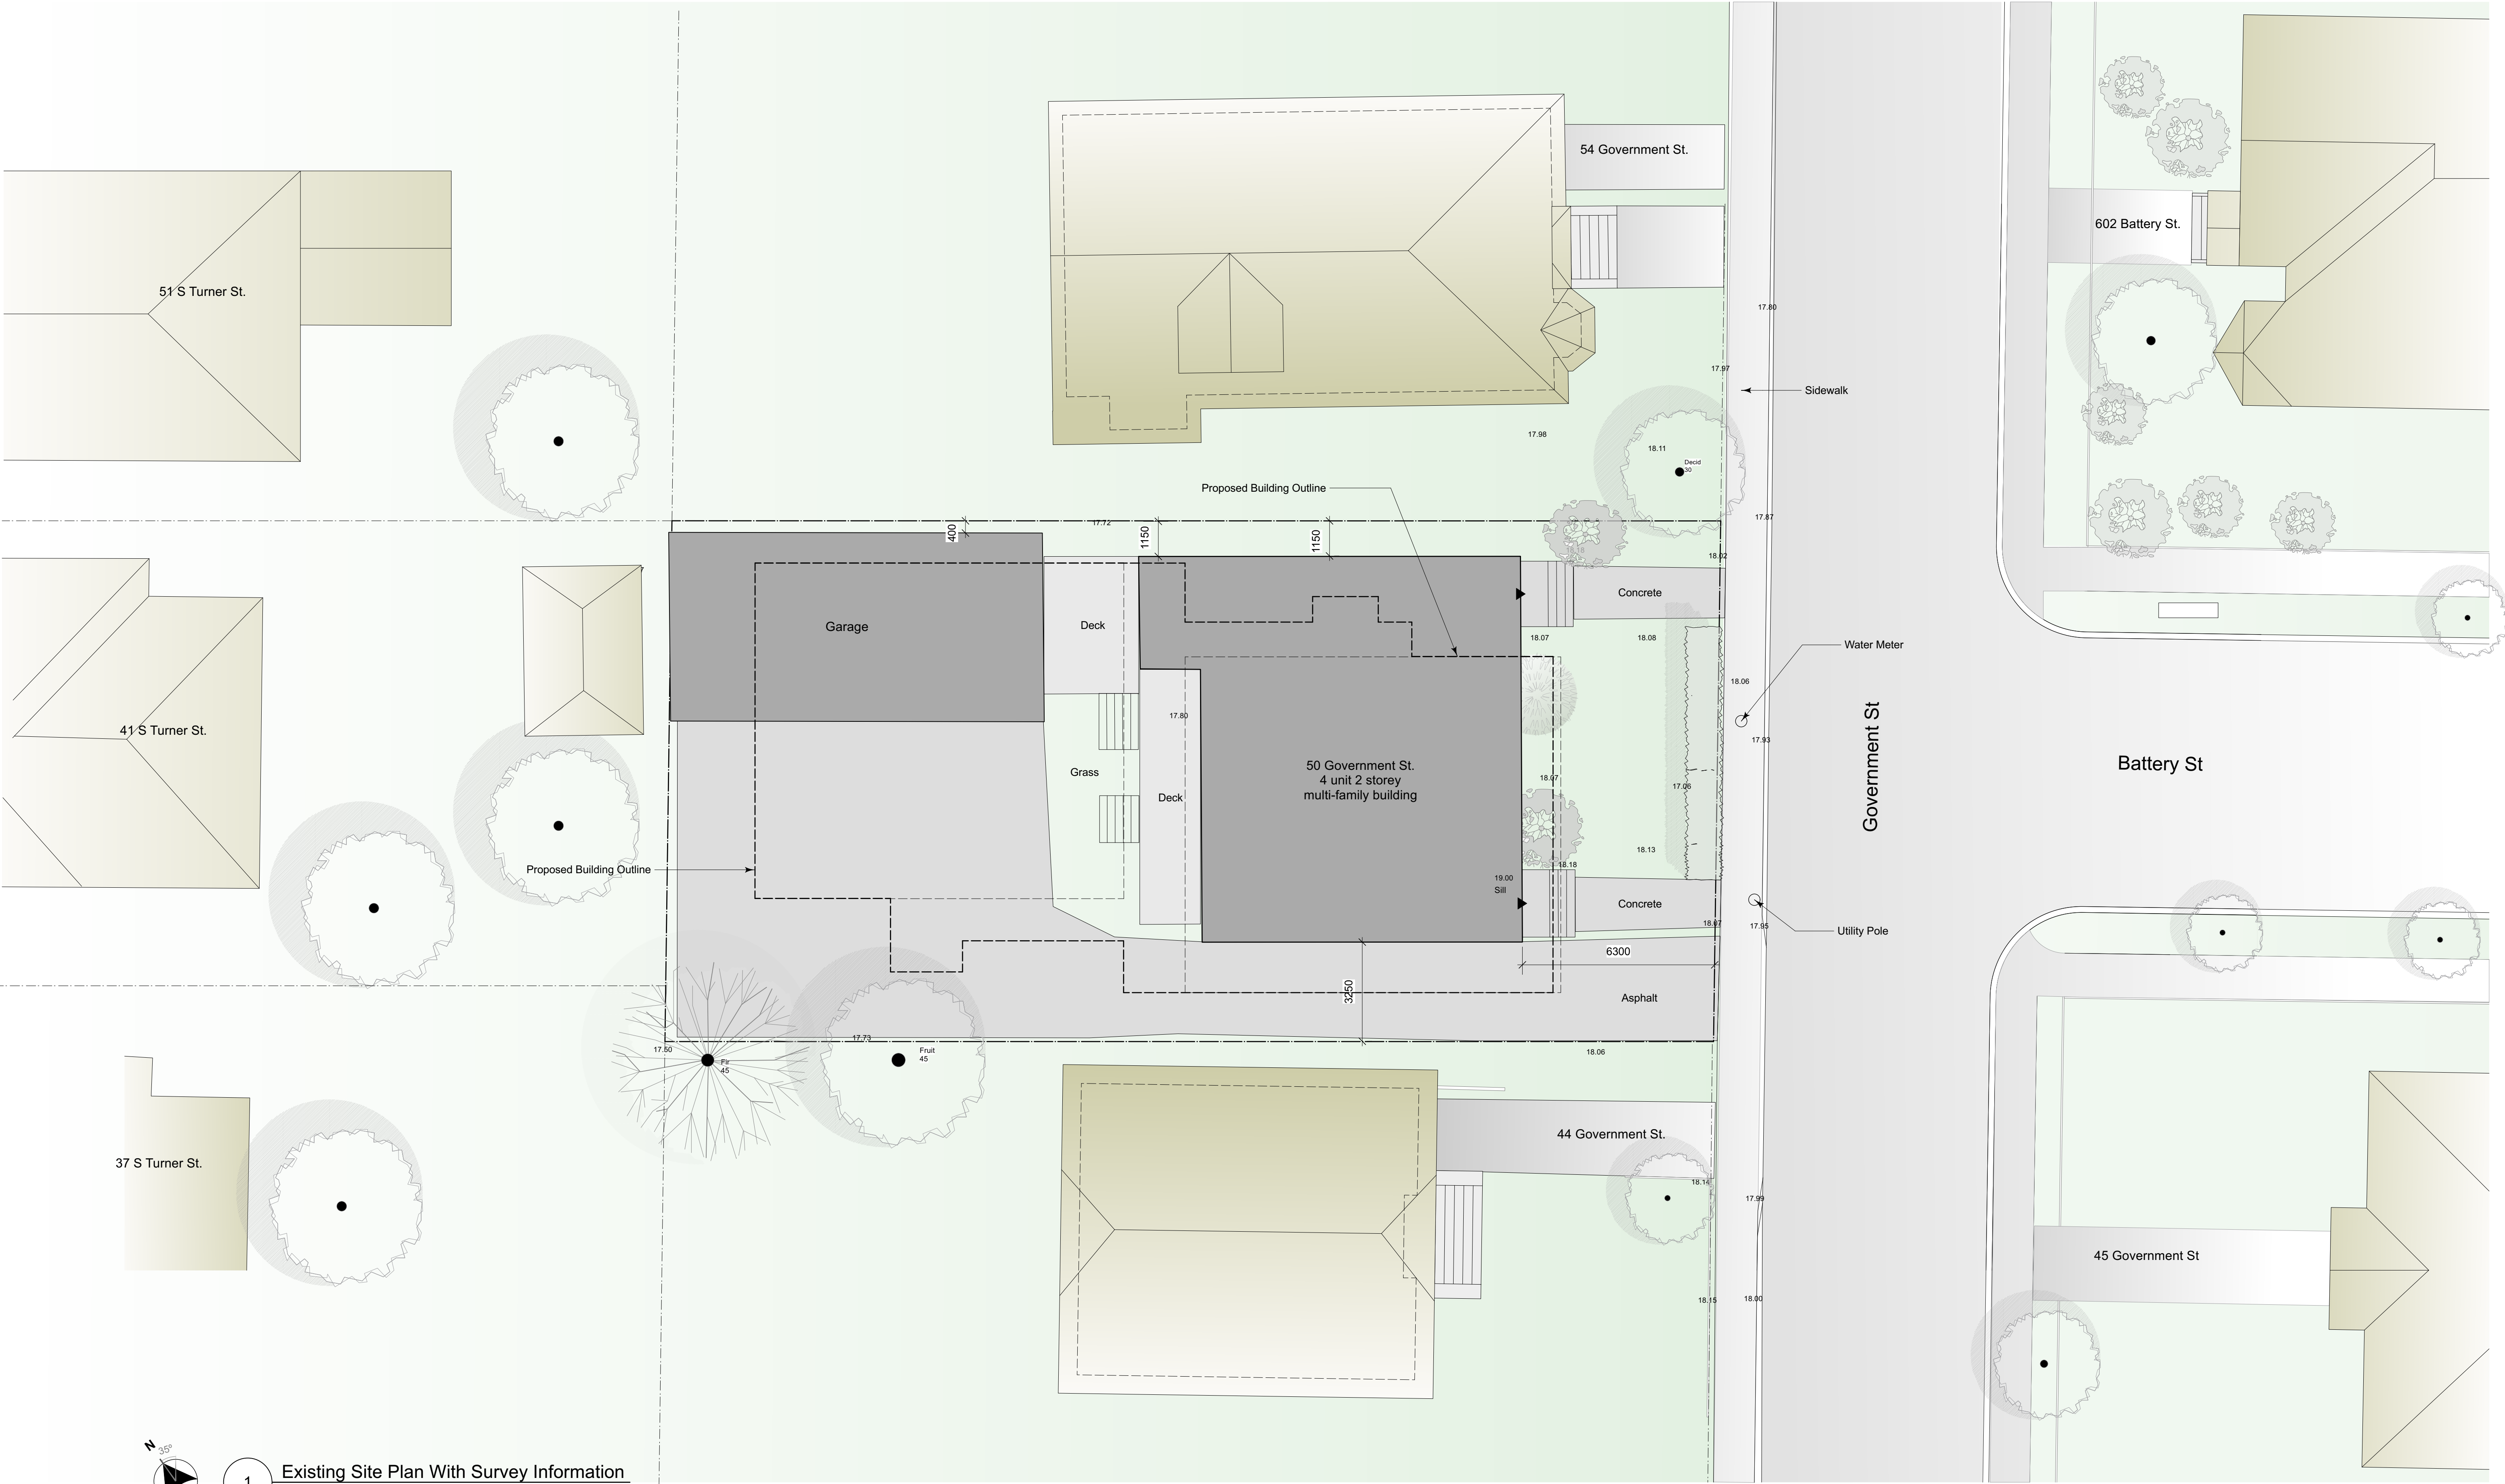 54 Government St.
602 Battery St.
51 S Turner St.
17.80
17.97
Sidewalk
17.98
18.11
Decid
30
Proposed Building Outline
17.87
17.72
400
1150
1150
18.18
18.02
Concrete
Garage
Deck
18.07
18.08
Water Meter
18.06
17.80
41 S Turner St.
17.93
Government St
Battery St
50 Government St.
4 unit 2 storey
multi-family building
Grass
18.07
17.06
Deck
18.13
Proposed Building Outline
18.18
19.00
Sill
Concrete
18.07
17.95
Utility Pole
6300
3250
Asphalt
17.73
17.50
Fir
45
Fruit
45
18.06
44 Government St.
37 S Turner St.
18.14
17.99
45 Government St
18.15
18.00
N
35°
1
Existing Site Plan With Survey Information